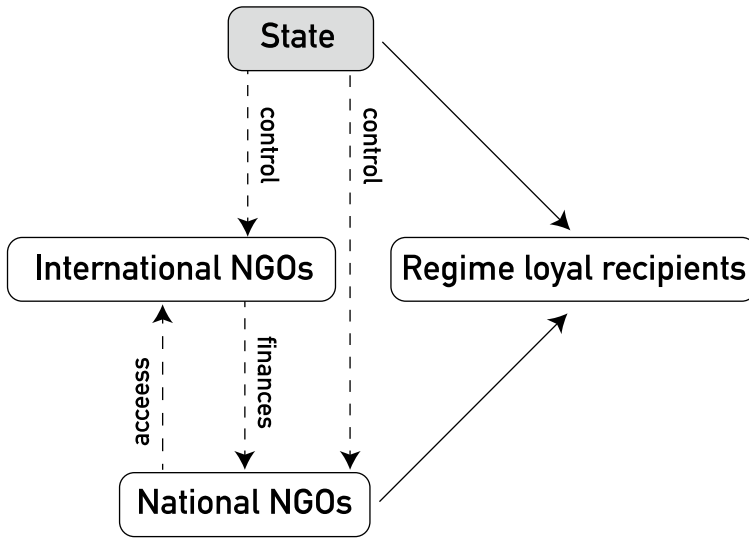 State
control
control
International NGOs
Regime loyal recipients
acceess
finances
National NGOs